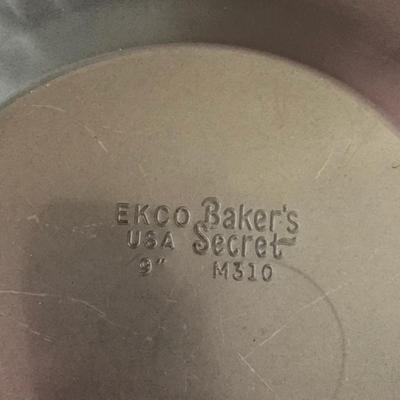 EKCO Baker's
USA Secret
9" M310